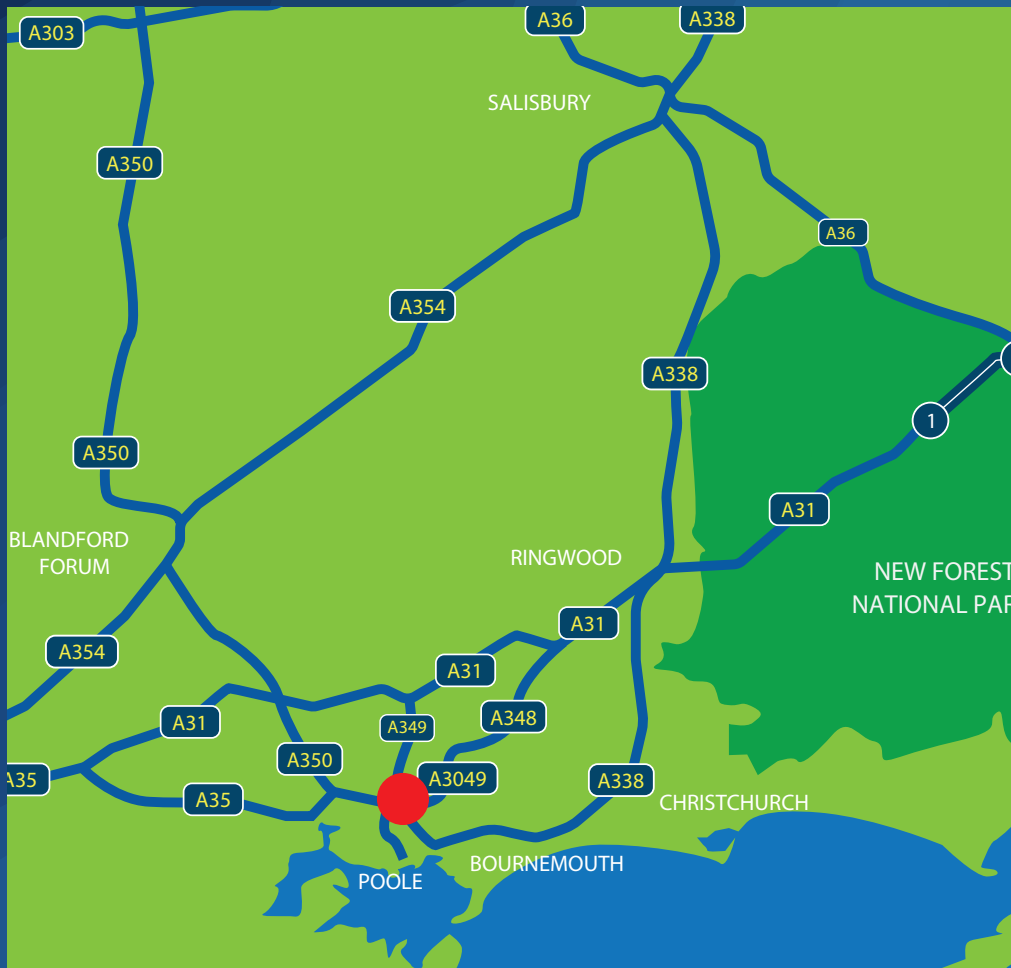 A36
A338
A303
SALISBURY
A350
A36
A354
A338
1
A350
A31
BLANDFORD
FORUM
RINGWOOD
NEW FOREST
NATIONAL PAR
A31
A354
A31
A31
A348
A349
A350
A3049
A35
A338
A35
CHRISTCHURCH
BOURNEMOUTH
POOLE